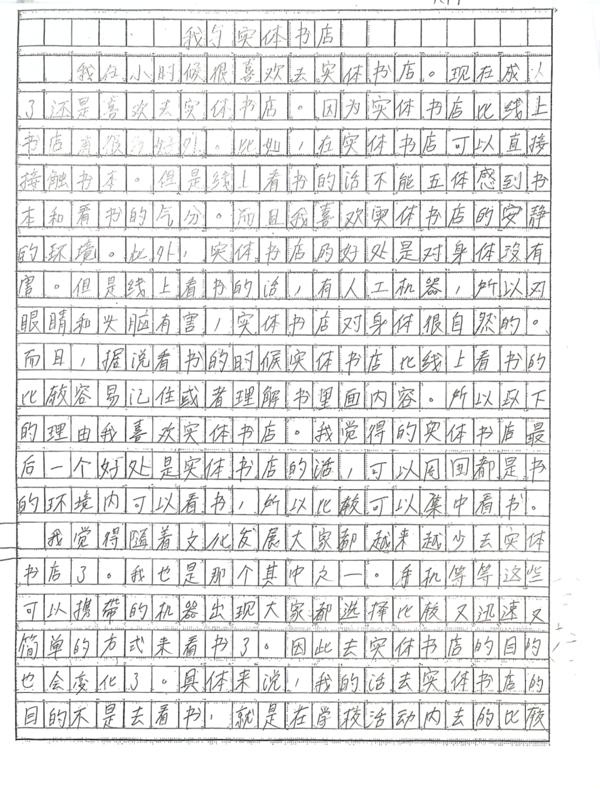 我与实体书店
我在小时候很喜欢去实体书店。现在成人
了还是喜欢去实体书店。因为实体书店比线上
书店有很多好处。比如，在实体书店可以直接
接触书本。但是线上看书的话不能五体感到书
本和看书的气分。而且我喜欢实体书店的安静
的环境。此外，实体书店的好处是对身体没有
害。但是线上看书的话，有人工机器，所以对
眼睛和头脑有害，实体书店对身体很自然的。
而且，据说看书的时候实体书店比线上看书的
比较容易记住或者理解书里面内容。所以以下
的理由我喜欢实体书店。我觉得的实体书店最
后一个好处是实体书店的话，可以周围都是书
的环境内可以看书，所以比较可以集中看书。
我觉得随着文化发展大家都越来越少去实体
书店了。我也是那个其中之一。手机等等这些
可以携带的机器出现大家都选择比较又迅速又
简单的方式来看书了。因此去实体书店的目的
也会变化了。具体来说，我的话去实体书店的
目的不是去看书，就是在学校活动内去的比较